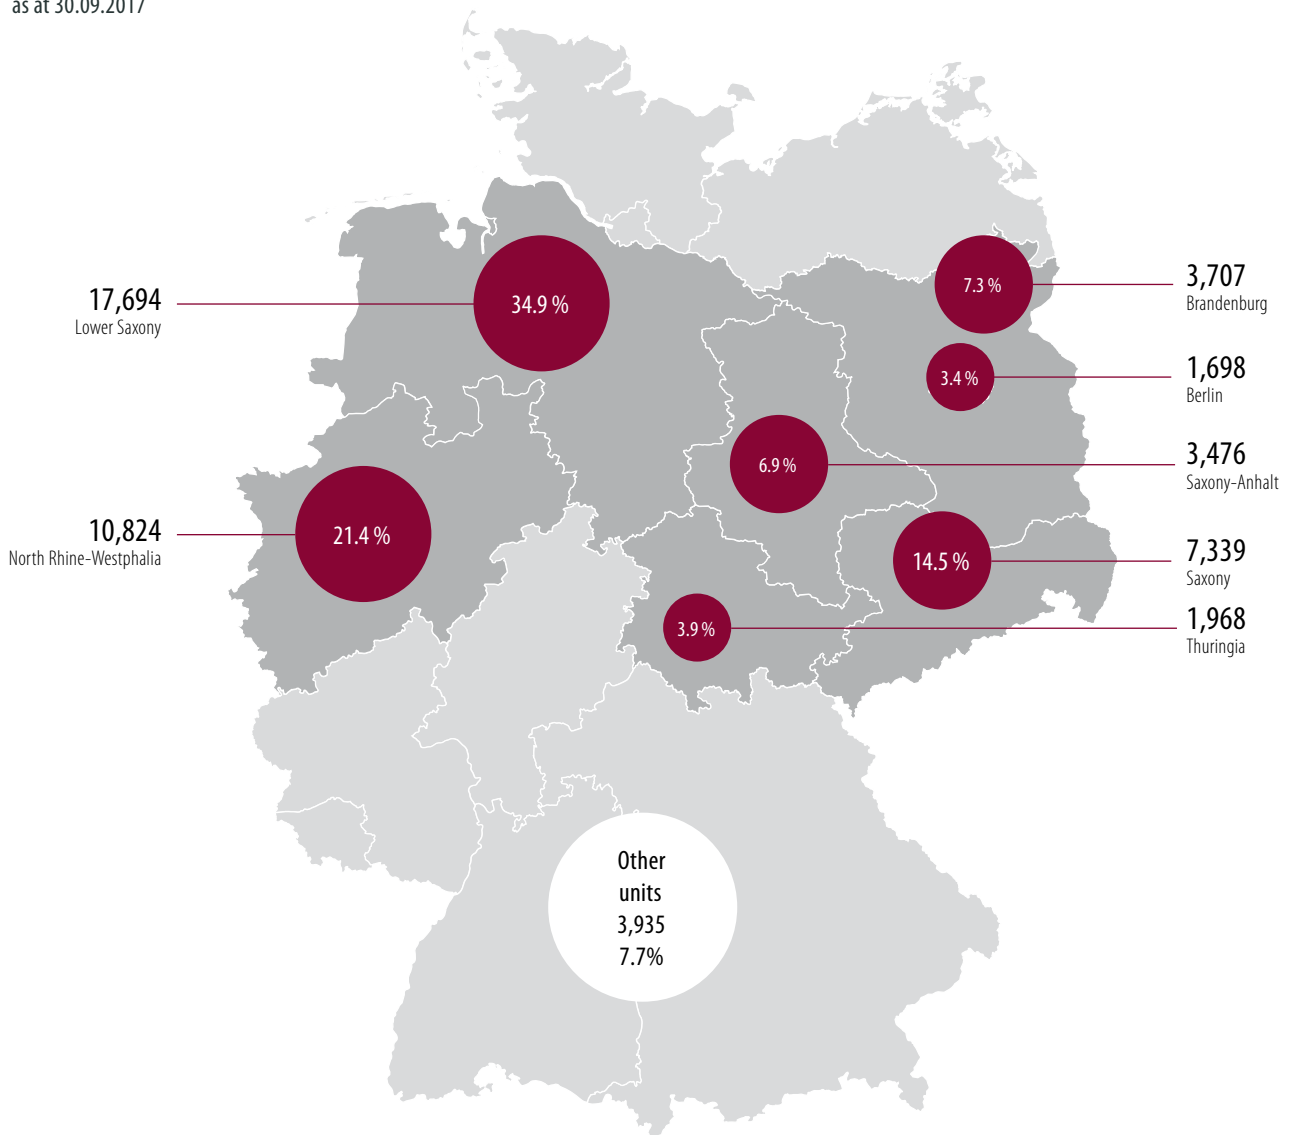 as at 30.09.2017
17,694
Lower Saxony
34.9 %
7.3 %
3,707
Brandenburg
3.4 %
1,698
Berlin
6.9 %
3,476
Saxony-Anhalt
10,824
North Rhine-Westphalia
21.4 %
14.5 %
7,339
Saxony
3.9 %
1,968
Thuringia
Other
units
3,935
7.7%